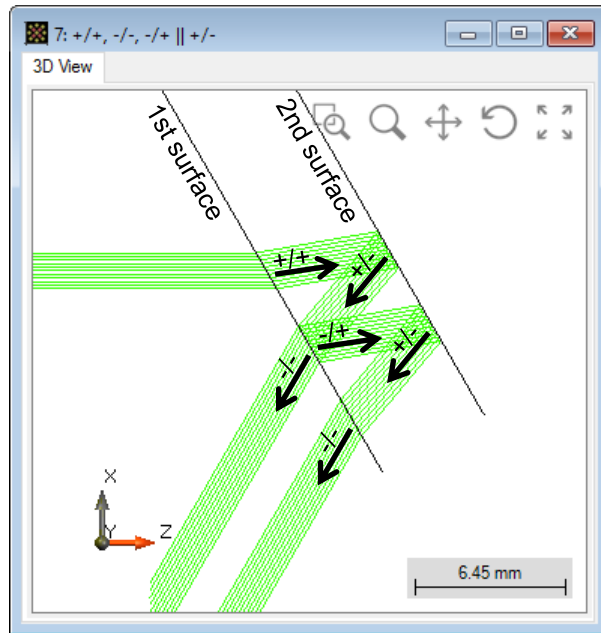 7: +/+, -/-, -/+ || +/-
3D View
1st surface
2nd surface
+/+
+/-
-/+
+/-
-/-
-/-
X
Y
Z
6.45 mm